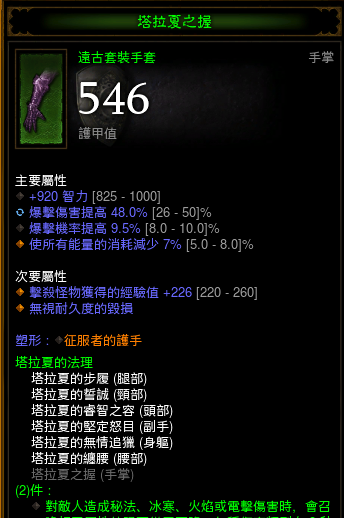 塔拉夏之握
遠古套裝手套 手掌
546
護甲值
主要屬性
+920 智力 [825 - 1000]
爆擊傷害提高 48.0% [26 - 50]%
爆擊機率提高 9.5% [8.0 - 10.0]%
使所有能量的消耗減少 7% [5.0 - 8.0]%
次要屬性
擊殺怪物獲得的經驗值 +226 [220 - 260]
無視耐久度的毀損
塑形 : 征服者的護手
塔拉夏的法理
塔拉夏的步履 (腿部)
塔拉夏的誓誠 (頸部)
塔拉夏的睿智之容 (頭部)
塔拉夏的堅定怒目 (副手)
塔拉夏的無情追獵 (身軀)
塔拉夏的纏腰 (腰部)
塔拉夏之握 (手掌)
(2)件 :
對敵人造成秘法、冰寒、火焰或電擊傷害時，會召